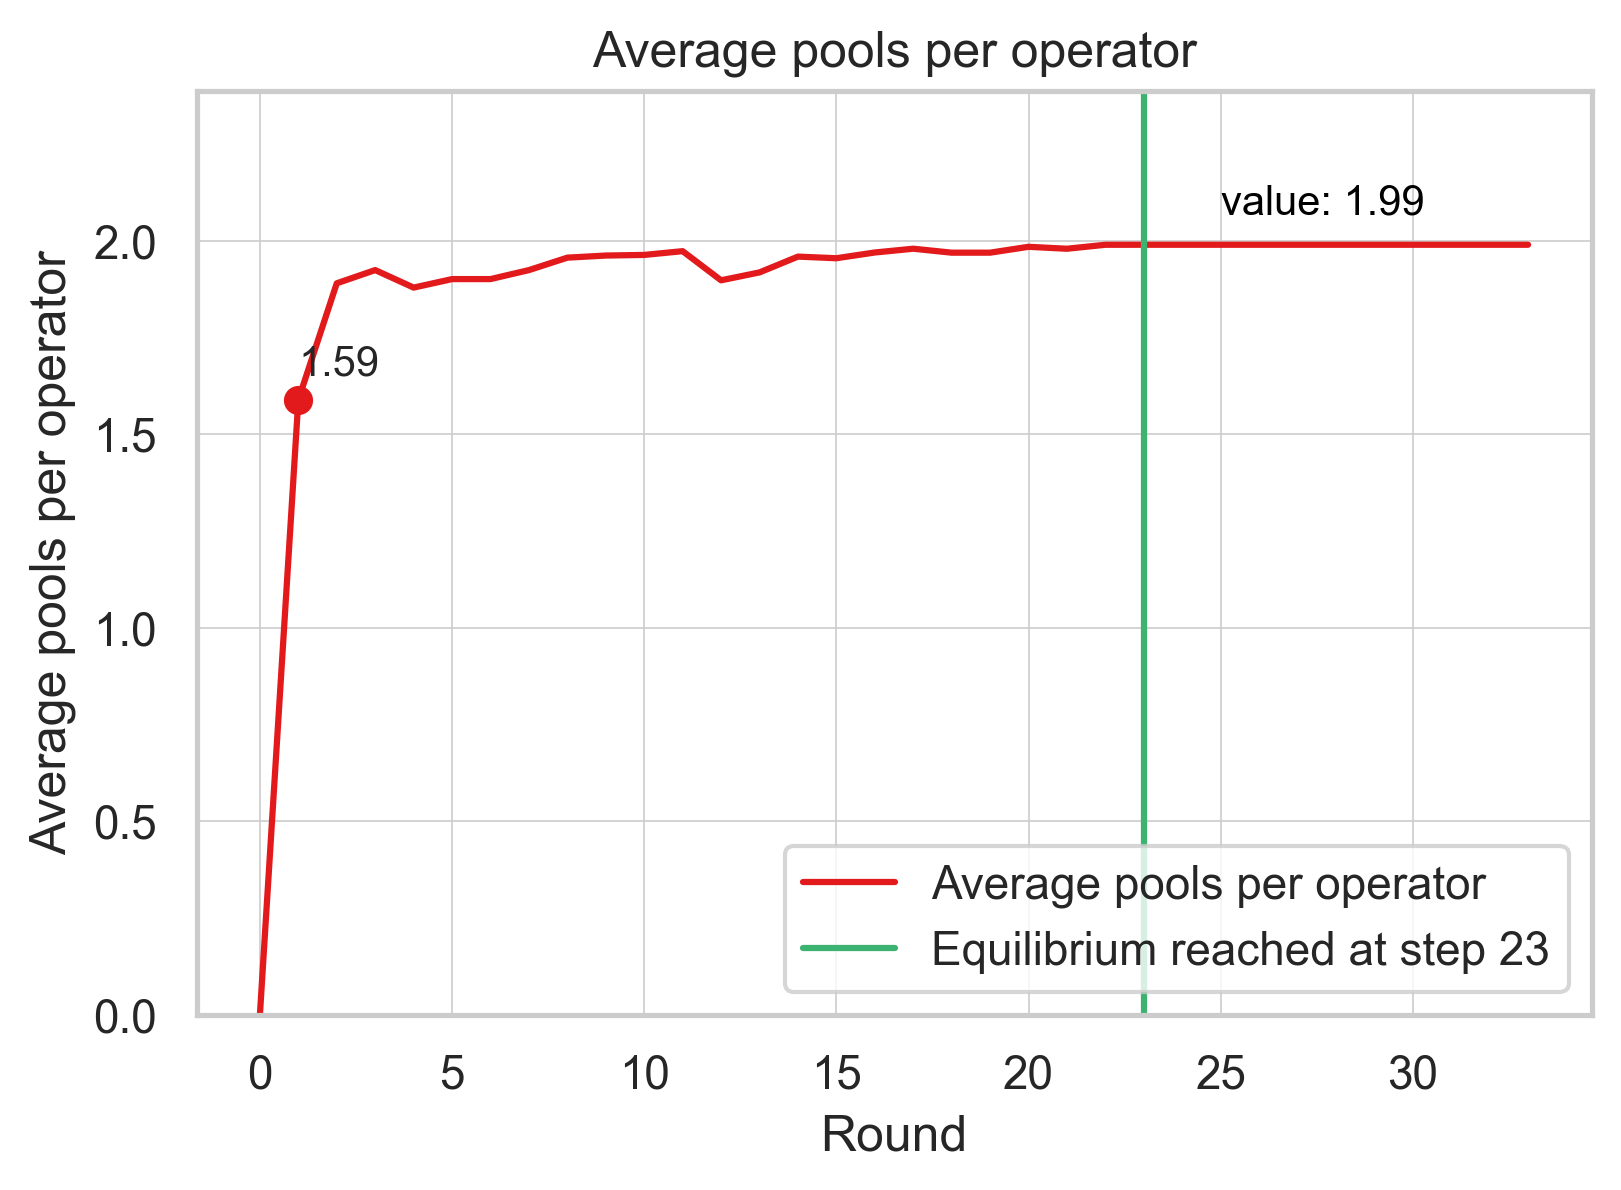 Average pools per operator
Average pools per operator
2.0
1.5
1.0
0.5
0.0
value: 1.99
1.59
Average pools per operator
Equilibrium reached at step 23
0 5 10 15 20 25 30
Round